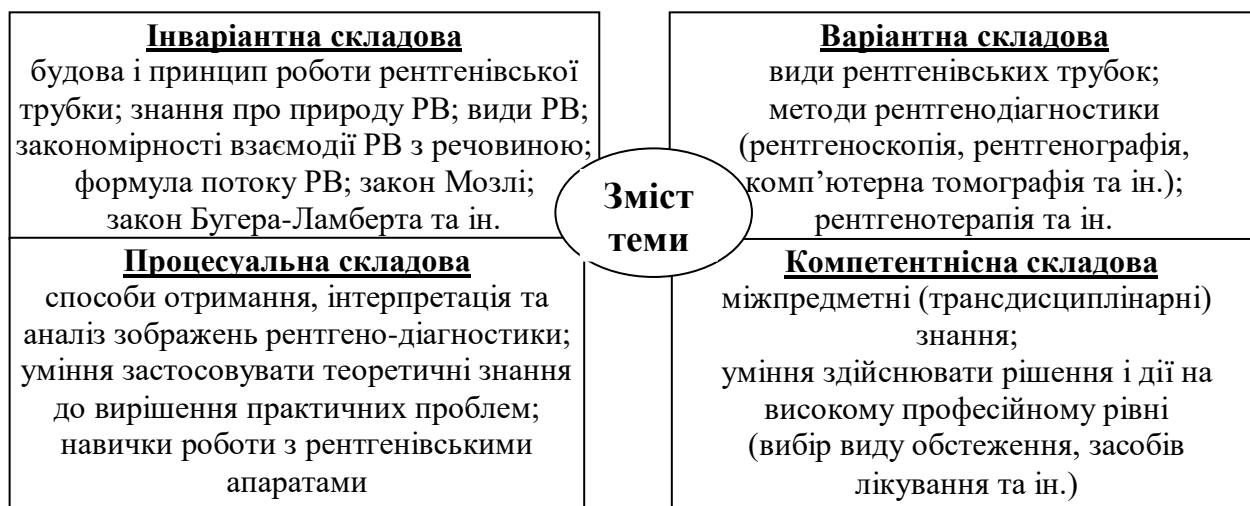 Інваріантна складова
будова і принцип роботи рентгенівської
трубки; знання про природу РВ; види РВ;
закономірності взаємодії РВ з речовиною;
формула потоку РВ; закон Мозлі;
закон Бугера-Ламберта та ін.
Варіантна складова
види рентгенівських трубок;
методи рентгенодіагностики
(рентгеноскопія, рентгенографія,
комп’ютерна томографія та ін.);
рентгенотерапія та ін.
Зміст
теми
Процесуальна складова
способи отримання, інтерпретація та
аналіз зображень рентгено-діагностики;
уміння застосовувати теоретичні знання
до вирішення практичних проблем;
навички роботи з рентгенівськими
апаратами
Компетентнісна складова
міжпредметні (трансдисциплінарні)
знання;
уміння здійснювати рішення і дії на
високому професійному рівні
(вибір виду обстеження, засобів
лікування та ін.)